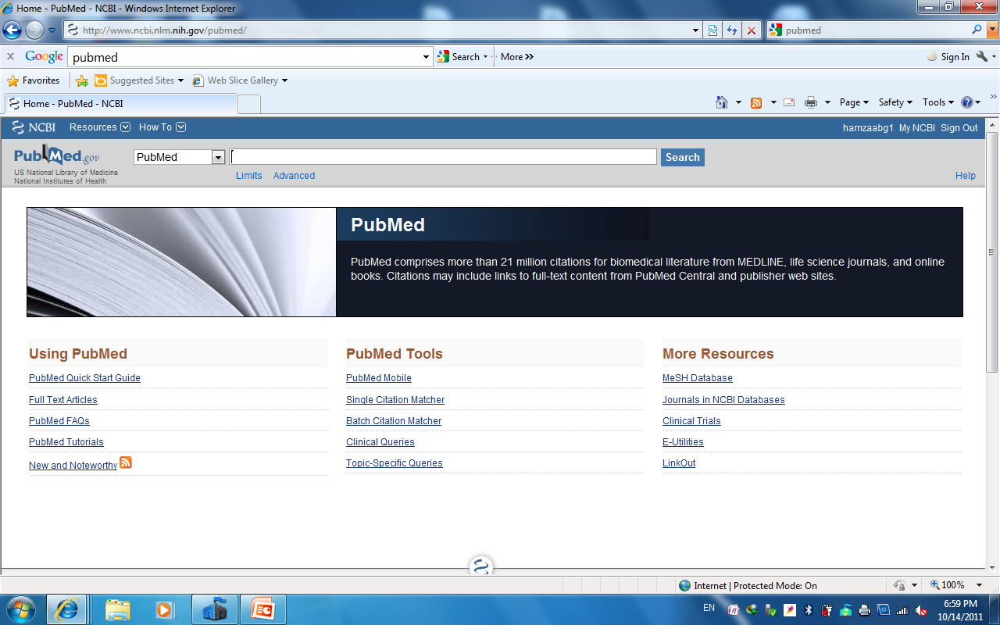 Home - PubMed - NCBI - Windows Internet Explorer
http://www.ncbi.nlm.nih.gov/pubmed/
pubmed
Google pubmed Search More Sign In
Favorites Suggested Sites Web Slice Gallery
Home - PubMed - NCBI Page Safety Tools
NCBI Resources How To hamzaabg1 My NCBI Sign Out
PubMed.gov PubMed Search
US National Library of Medicine
National Institutes of Health
Limits Advanced Help
PubMed
PubMed comprises more than 21 million citations for biomedical literature from MEDLINE, life science journals, and online
books. Citations may include links to full-text content from PubMed Central and publisher web sites.
Using PubMed
PubMed Quick Start Guide
Full Text Articles
PubMed FAQs
PubMed Tutorials
New and Noteworthy
PubMed Tools
PubMed Mobile
Single Citation Matcher
Batch Citation Matcher
Clinical Queries
Topic-Specific Queries
More Resources
MeSH Database
Journals in NCBI Databases
Clinical Trials
E-Utilities
LinkOut
Internet | Protected Mode: On 100%
EN 6:59 PM
10/14/2011